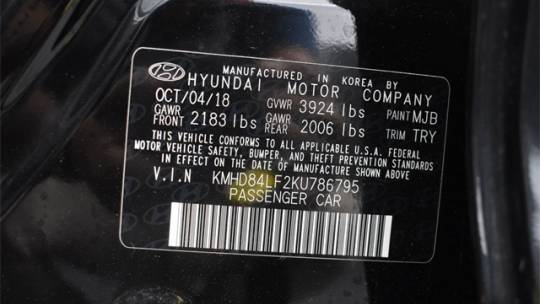 MANUFACTURED IN KOREA BY
HYUNDAI MOTOR COMPANY
OCT/04/18 GVWR 3924 lbs PAINT MJB
GAWR FRONT 2183 lbs GAWR REAR 2006 lbs TRIM TRY
THIS VEHICLE CONFORMS TO ALL APPLICABLE U.S.A. FEDERAL
MOTOR VEHICLE SAFETY, BUMPER, AND THEFT PREVENTION STANDARDS
IN EFFECT ON THE DATE OF MANUFACTURE SHOWN ABOVE.
V.I.N KMHD84LF2KU786795
PASSENGER CAR